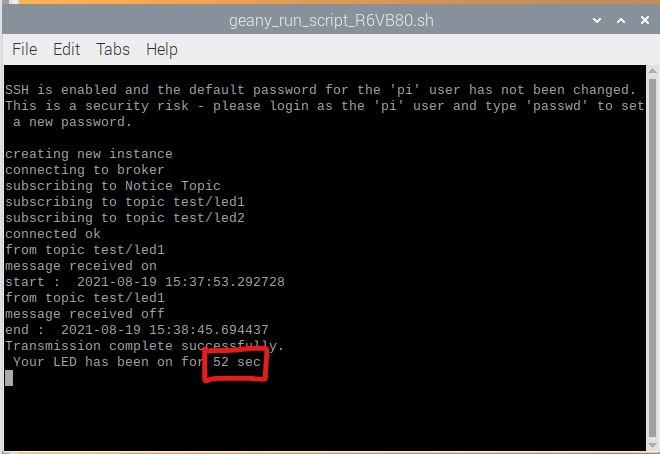 geany_run_script_R6VB80.sh
File Edit Tabs Help
SSH is enabled and the default password for the 'pi' user has not been changed.
This is a security risk - please login as the 'pi' user and type 'passwd' to set
a new password.
creating new instance
connecting to broker
subscribing to Notice Topic
subscribing to topic test/led1
subscribing to topic test/led2
connected ok
from topic test/led1
message received on
start :  2021-08-19 15:37:53.292728
from topic test/led1
message received off
end :  2021-08-19 15:38:45.694437
Transmission complete successfully.
Your LED has been on for 52 sec